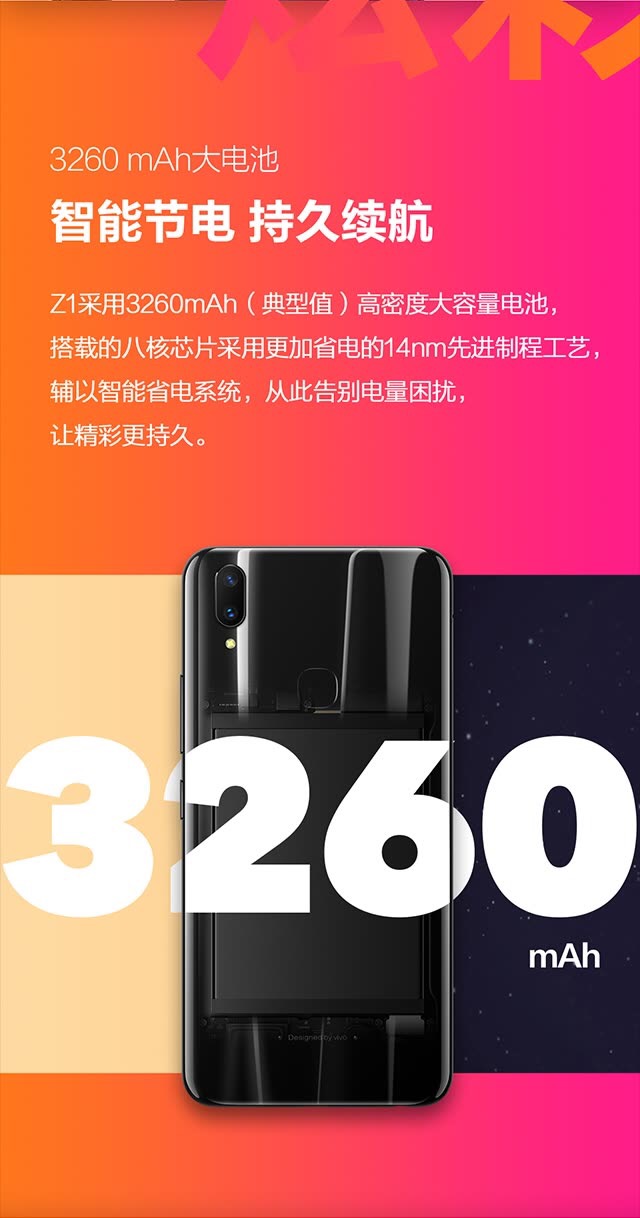 3260 mAh大电池
智能节电 持久续航
Z1采用3260mAh（典型值）高密度大容量电池，
搭载的八核芯片采用更加省电的14nm先进制程工艺，
辅以智能省电系统，从此告别电量困扰，
让精彩更持久。
3260
mAh
Designed by vivo